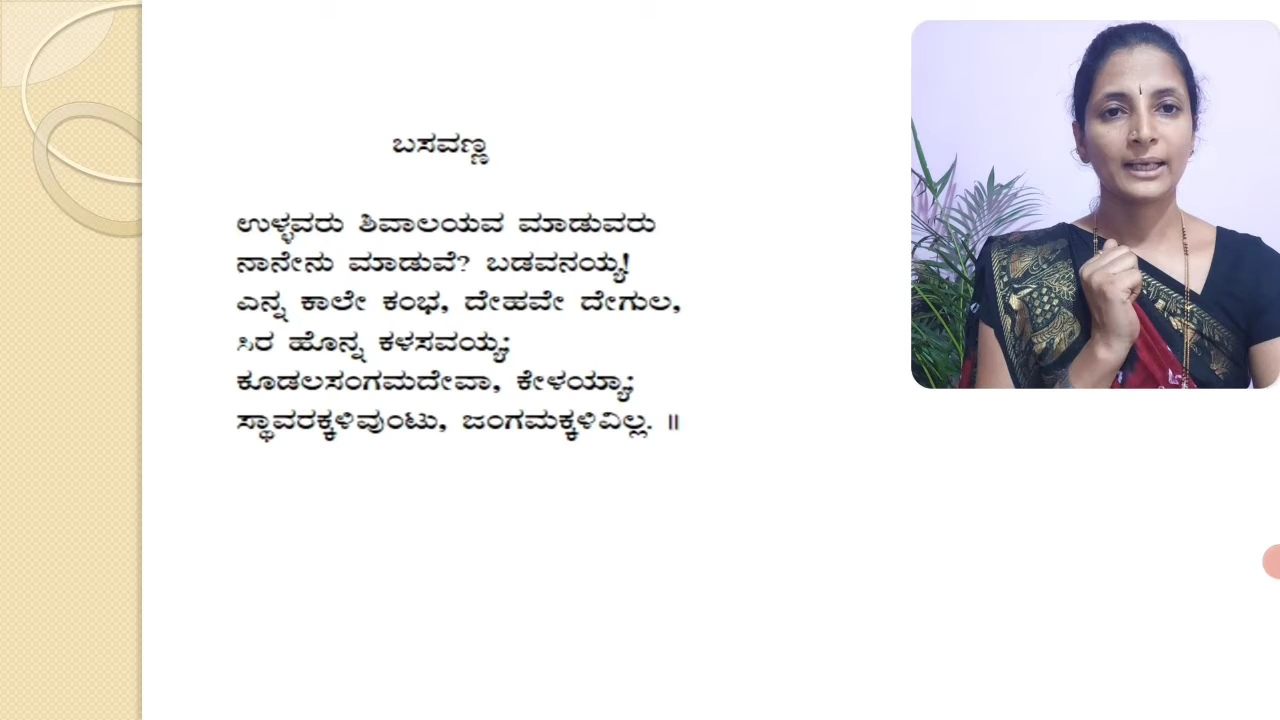 ಬಸವಣ್ಣ
ಉಳ್ಳವರು ಶಿವಾಲಯವ ಮಾಡುವರು
ನಾನೇನು ಮಾಡುವೆ? ಬಡವನಯ್ಯ!
ಎನ್ನ ಕಾಲೇ ಕಂಭ, ದೇಹವೇ ದೇಗುಲ,
ಸಿರ ಹೊನ್ನ ಕಳಸವಯ್ಯ;
ಕೂಡಲಸಂಗಮದೇವಾ, ಕೇಳಯ್ಯಾ;
ಸ್ಥಾವರಕ್ಕಳಿವುಂಟು, ಜಂಗಮಕ್ಕಳಿವಿಲ್ಲ. ॥